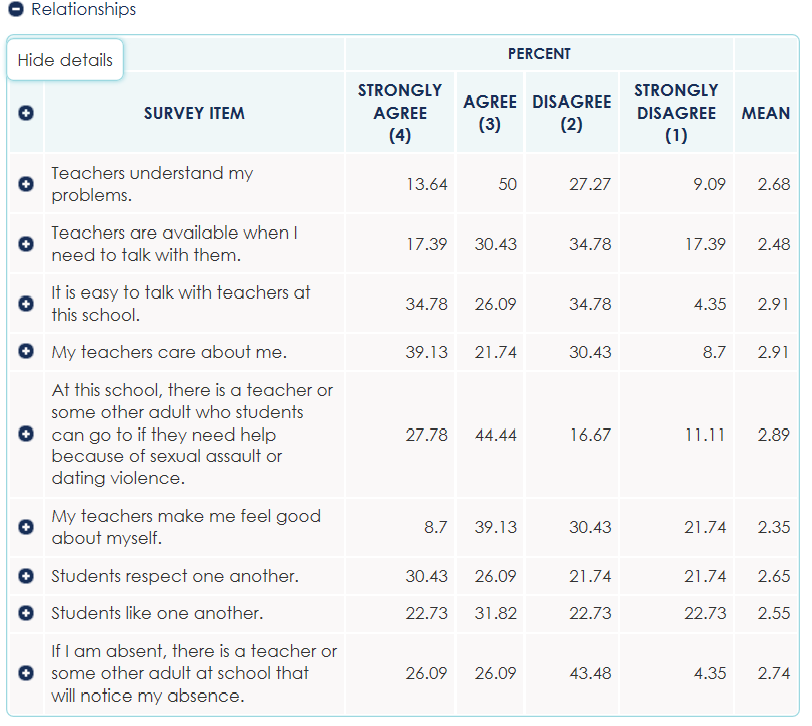 Relationships
Hide details
PERCENT
SURVEY ITEM
STRONGLY AGREE (4)
AGREE (3)
DISAGREE (2)
STRONGLY DISAGREE (1)
MEAN
Teachers understand my
problems.
13.64 50 27.27 9.09 2.68
Teachers are available when I
need to talk with them.
17.39 30.43 34.78 17.39 2.48
It is easy to talk with teachers at
this school.
34.78 26.09 34.78 4.35 2.91
My teachers care about me. 39.13 21.74 30.43 8.7 2.91
At this school, there is a teacher or
some other adult who students
can go to if they need help
because of sexual assault or
dating violence.
27.78 44.44 16.67 11.11 2.89
My teachers make me feel good
about myself.
8.7 39.13 30.43 21.74 2.35
Students respect one another. 30.43 26.09 21.74 21.74 2.65
Students like one another. 22.73 31.82 22.73 22.73 2.55
If I am absent, there is a teacher or
some other adult at school that
will notice my absence.
26.09 26.09 43.48 4.35 2.74